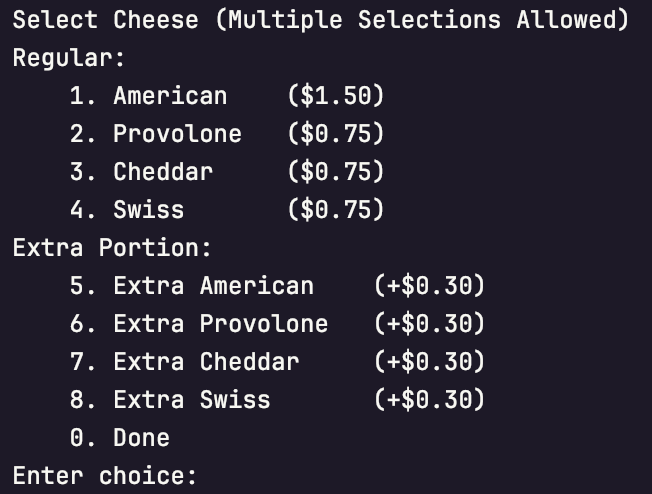 Select Cheese (Multiple Selections Allowed)
Regular:
1. American ($1.50)
2. Provolone ($0.75)
3. Cheddar ($0.75)
4. Swiss ($0.75)
Extra Portion:
5. Extra American (+$0.30)
6. Extra Provolone (+$0.30)
7. Extra Cheddar (+$0.30)
8. Extra Swiss (+$0.30)
0. Done
Enter choice: